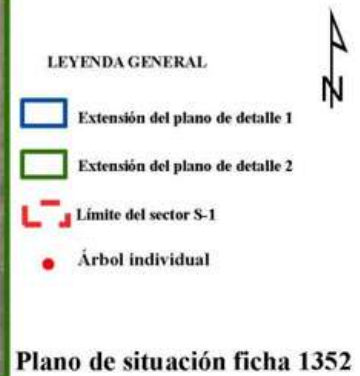 N
LEYENDA GENERAL
Extensión del plano de detalle 1
Extensión del plano de detalle 2
Límite del sector S-1
Árbol individual
Plano de situación ficha 1352